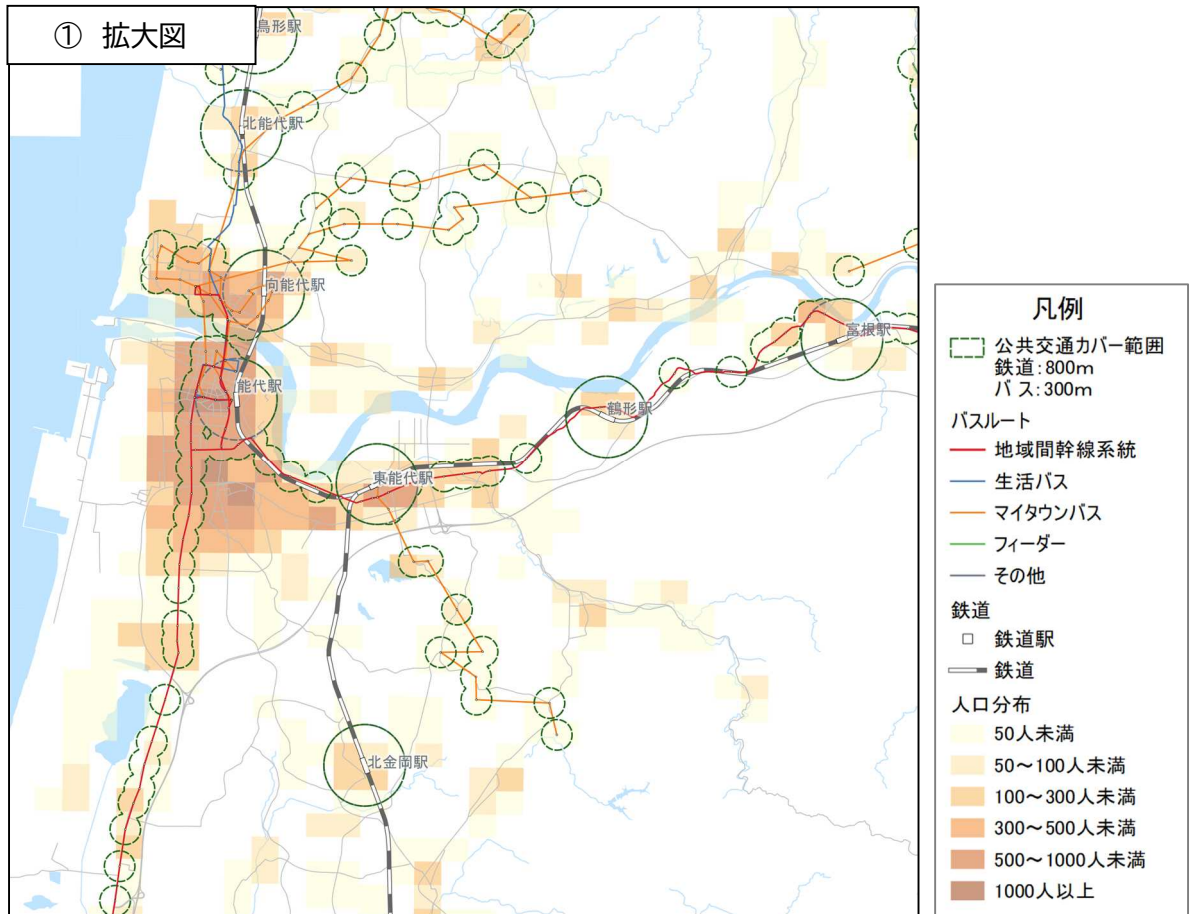 ① 拡大図
鳥形駅
北能代駅
向能代駅
能代駅
東能代駅
鶴形駅
富根駅
北金岡駅
凡例
公共交通カバー範囲
鉄道:800m
バス:300m
バスルート
地域間幹線系統
生活バス
マイタウンバス
フィーダー
その他
鉄道
鉄道駅
鉄道
人口分布
50人未満
50～100人未満
100～300人未満
300～500人未満
500～1000人未満
1000人以上